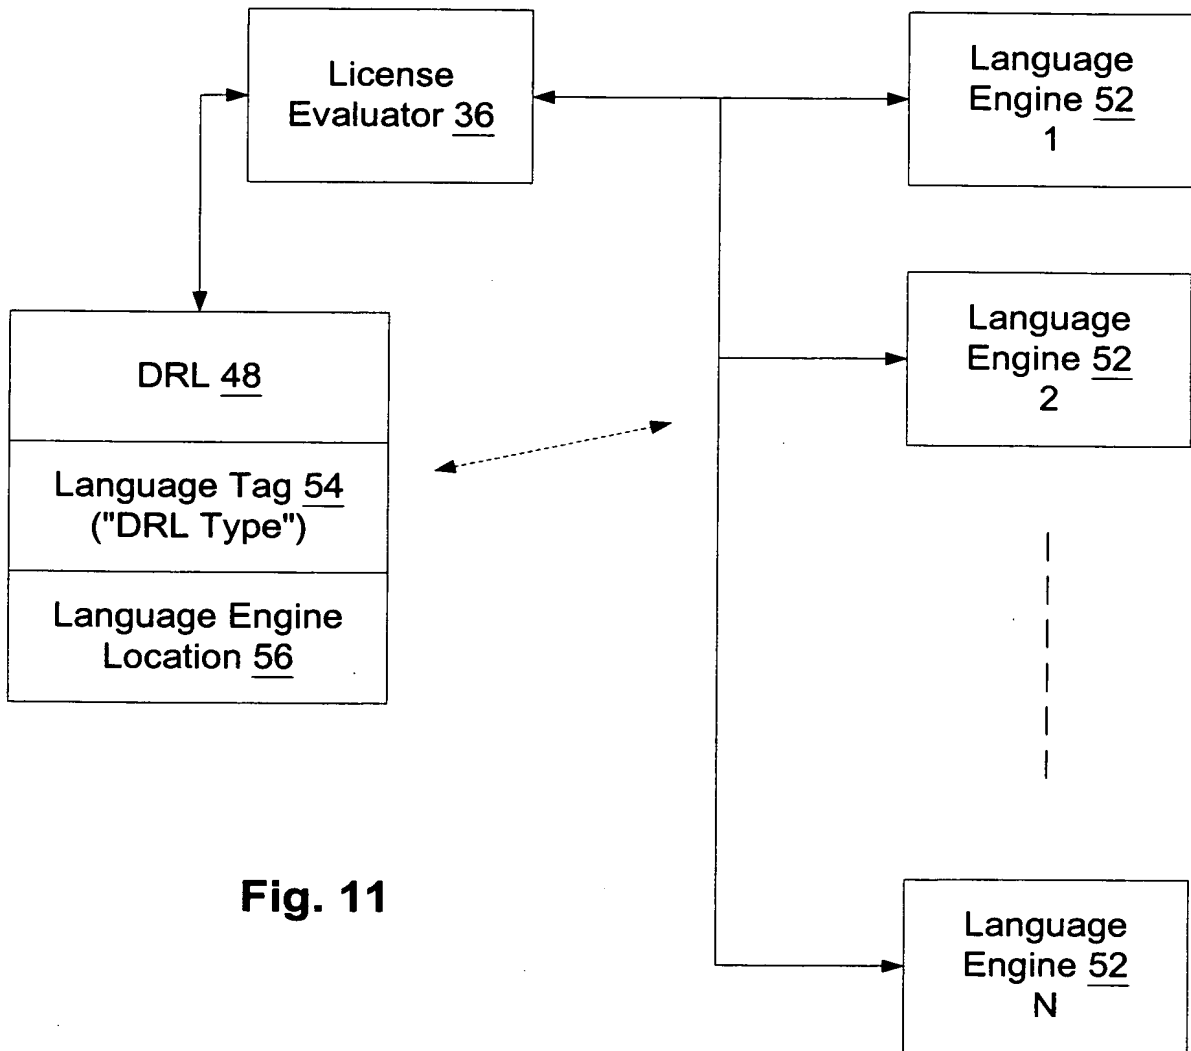 License
Evaluator 36
Language
Engine 52
1
Language
Engine 52
2
DRL 48
Language Tag 54
("DRL Type")
Language Engine
Location 56
Fig. 11
Language
Engine 52
N